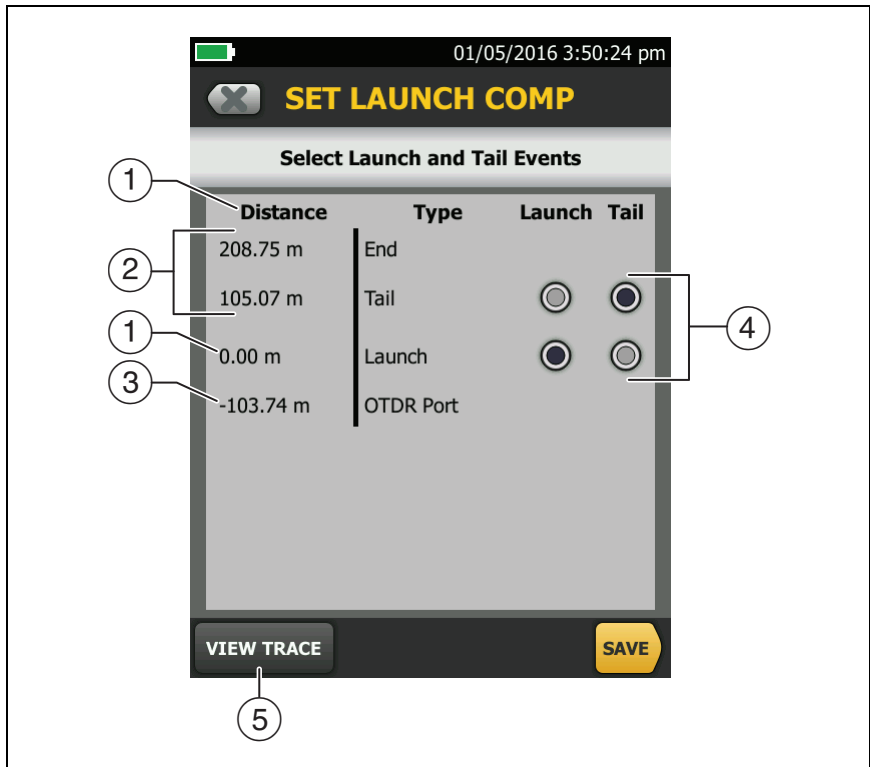 01/05/2016 3:50:24 pm
SET LAUNCH COMP
Select Launch and Tail Events
1
Distance Type Launch Tail
2
208.75 m End
105.07 m Tail
4
1
0.00 m Launch
3
-103.74 m OTDR Port
VIEW TRACE SAVE
5